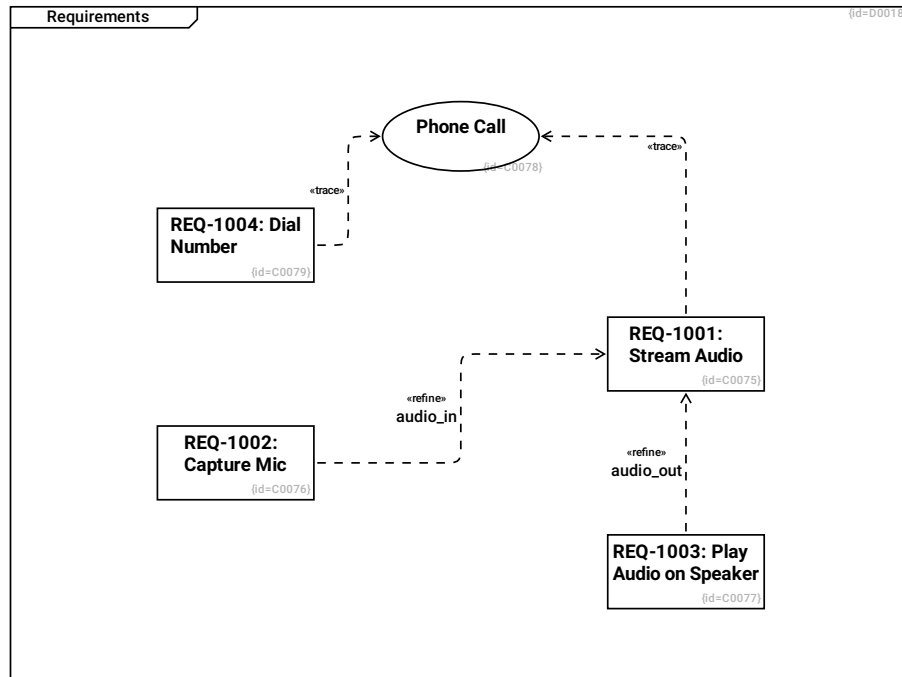 Requirements
{id=D0018
Phone Call
{id=C0078}
«trace»
«trace»
REQ-1004: Dial
Number
{id=C0079}
REQ-1001:
Stream Audio
{id=C0075}
«refine»
audio_in
REQ-1002:
Capture Mic
{id=C0076}
«refine»
audio_out
REQ-1003: Play
Audio on Speaker
{id=C0077}